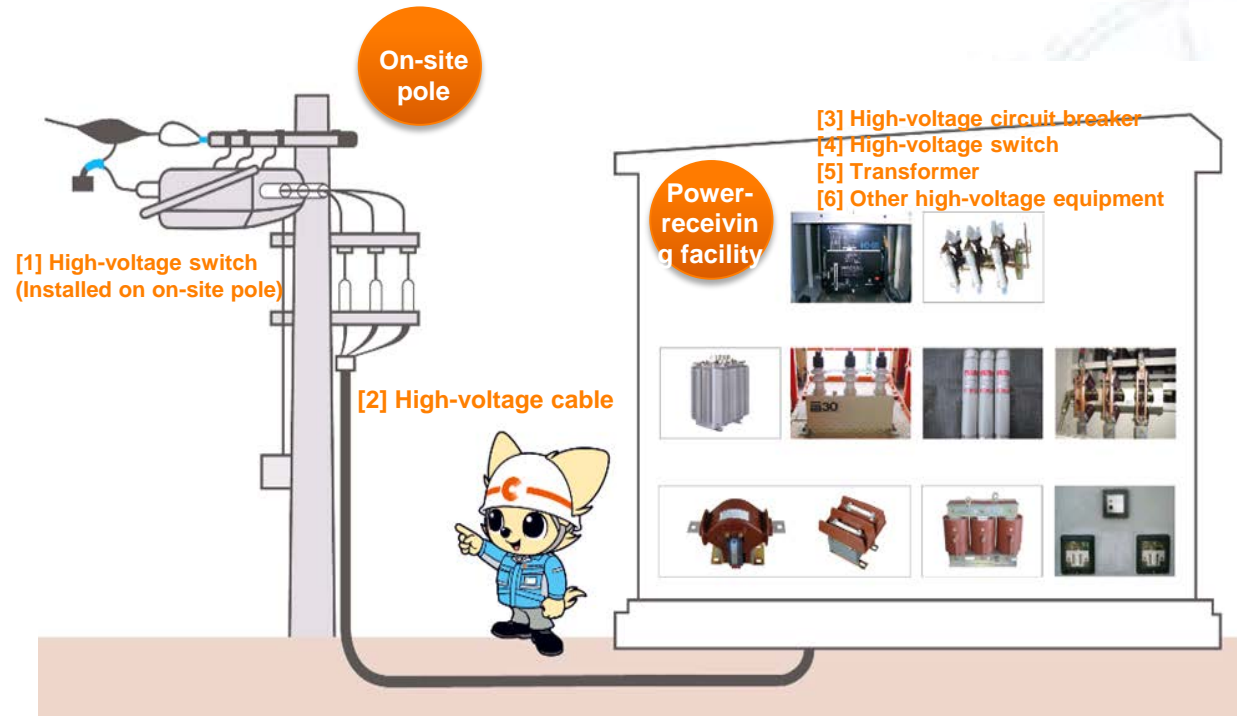 On-site
pole
[3] High-voltage circuit breaker
[4] High-voltage switch
[5] Transformer
[6] Other high-voltage equipment
Power-
receivin
g facility
[1] High-voltage switch
(Installed on on-site pole)
[2] High-voltage cable
30